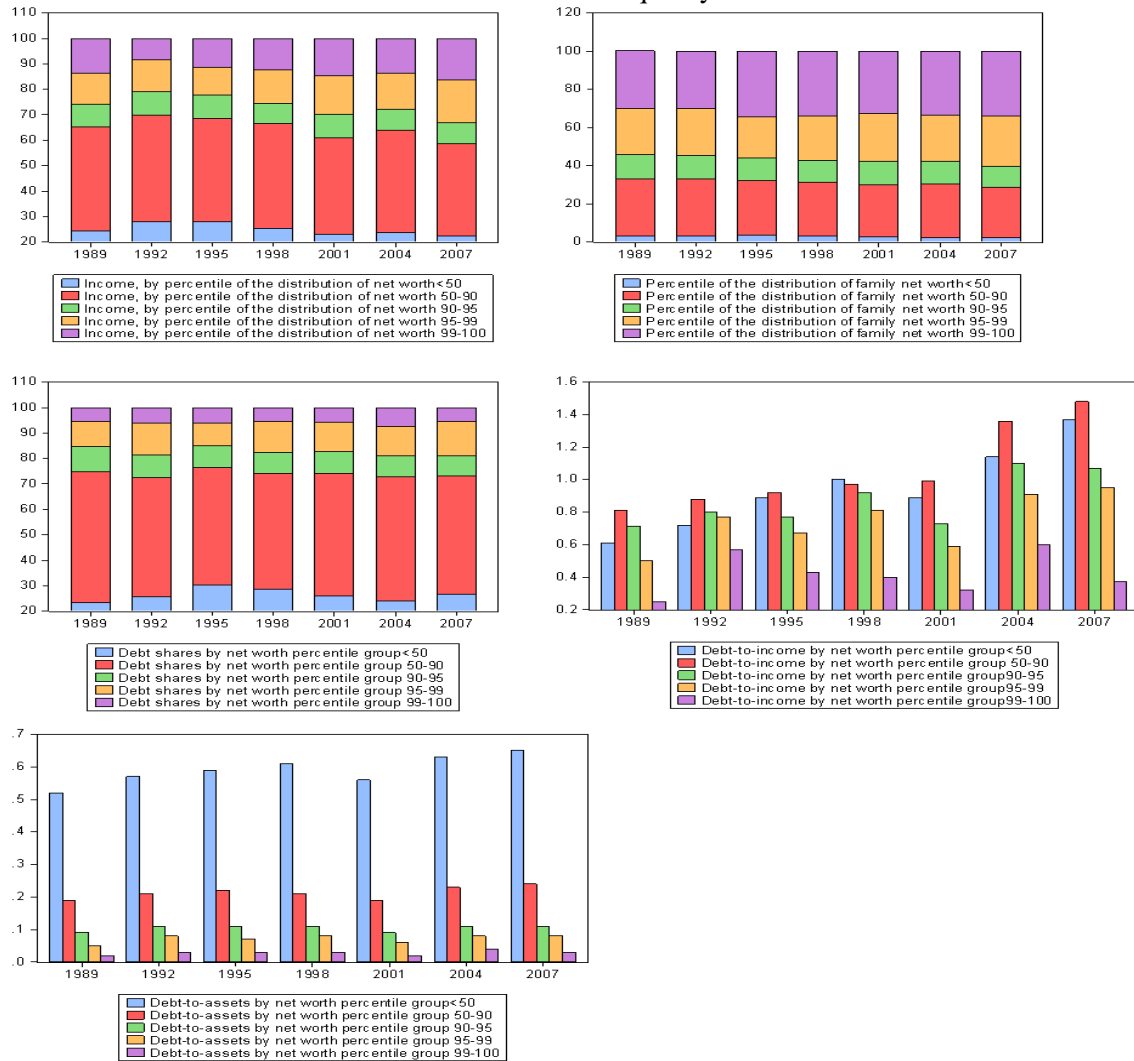 110
100
90
80
70
60
50
40
30
20
1989 1992 1995 1998 2001 2004 2007
Income, by percentile of the distribution of net worth<50
Income, by percentile of the distribution of net worth 50-90
Income, by percentile of the distribution of net worth 90-95
Income, by percentile of the distribution of net worth 95-99
Income, by percentile of the distribution of net worth 99-100
120
100
80
60
40
20
0
1989 1992 1995 1998 2001 2004 2007
Percentile of the distribution of family net worth<50
Percentile of the distribution of family net worth 50-90
Percentile of the distribution of family net worth 90-95
Percentile of the distribution of family net worth 95-99
Percentile of the distribution of family net worth 99-100
110
100
90
80
70
60
50
40
30
20
1989 1992 1995 1998 2001 2004 2007
Debt shares by net worth percentile group<50
Debt shares by net worth percentile group 50-90
Debt shares by net worth percentile group 90-95
Debt shares by net worth percentile group 95-99
Debt shares by net worth percentile group 99-100
1.6
1.4
1.2
1.0
0.8
0.6
0.4
0.2
1989 1992 1995 1998 2001 2004 2007
Debt-to-income by net worth percentile group<50
Debt-to-income by net worth percentile group 50-90
Debt-to-income by net worth percentile group90-95
Debt-to-income by net worth percentile group95-99
Debt-to-income by net worth percentile group99-100
.7
.6
.5
.4
.3
.2
.1
.0
1989 1992 1995 1998 2001 2004 2007
Debt-to-assets by net worth percentile group<50
Debt-to-assets by net worth percentile group 50-90
Debt-to-assets by net worth percentile group 90-95
Debt-to-assets by net worth percentile group 95-99
Debt-to-assets by net worth percentile group 99-100